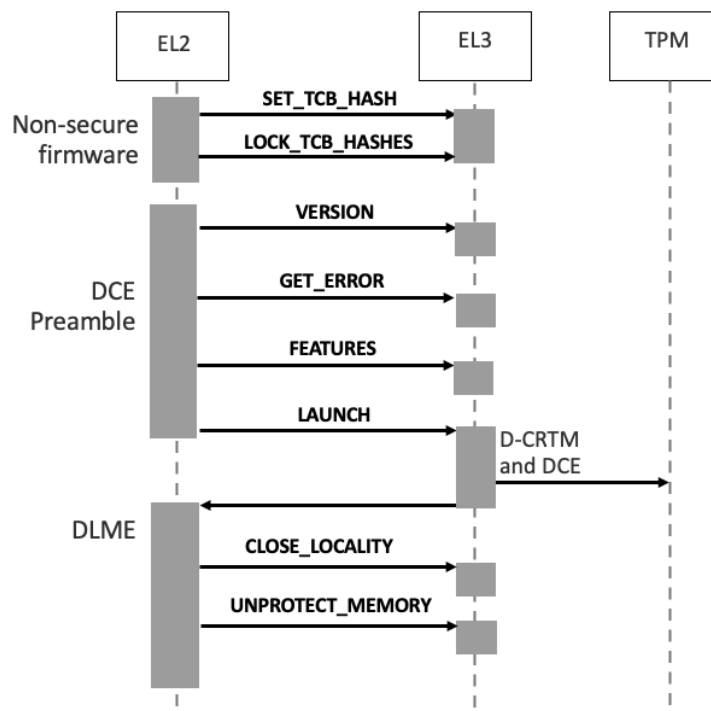 EL2
EL3
TPM
SET_TCB_HASH
Non-secure
firmware
LOCK_TCB_HASHES
VERSION
DCE
Preamble
GET_ERROR
FEATURES
LAUNCH
D-CRTM
and DCE
DLME
CLOSE_LOCALITY
UNPROTECT_MEMORY